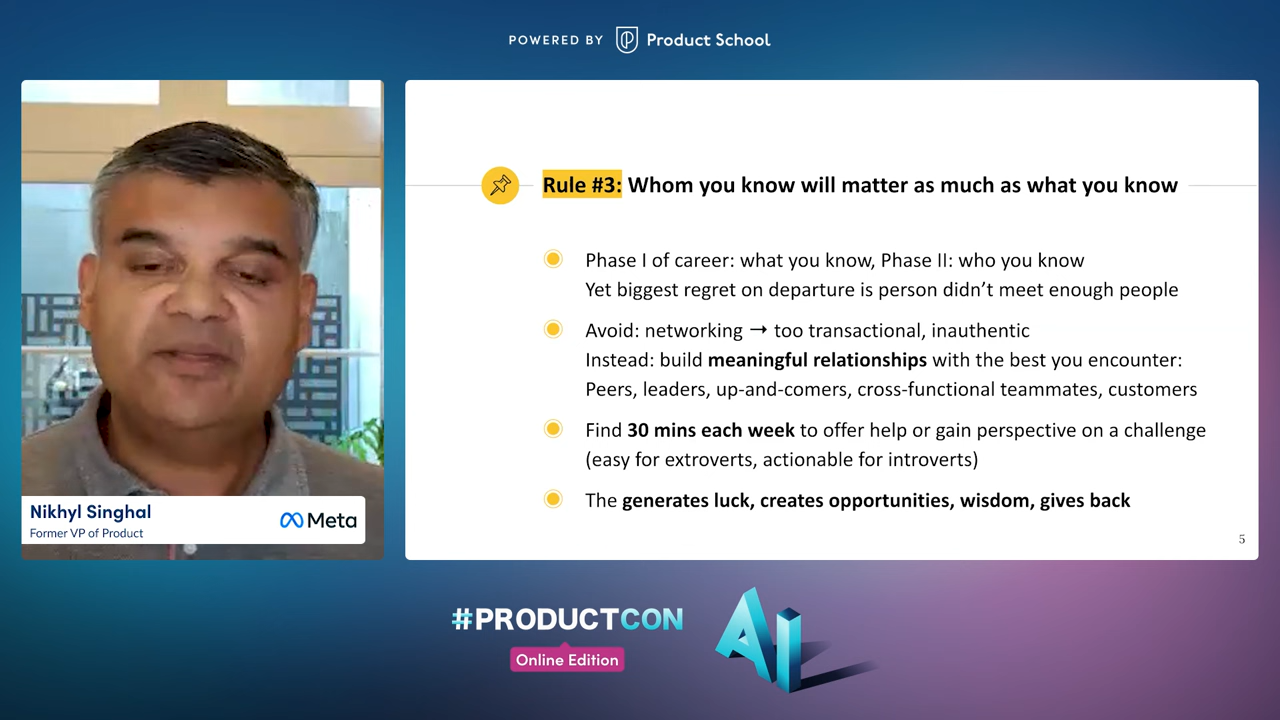 POWERED BY Product School
Rule #3: Whom you know will matter as much as what you know
Phase I of career: what you know, Phase II: who you know
Yet biggest regret on departure is person didn’t meet enough people
Avoid: networking → too transactional, inauthentic
Instead: build meaningful relationships with the best you encounter:
Peers, leaders, up-and-comers, cross-functional teammates, customers
Find 30 mins each week to offer help or gain perspective on a challenge
(easy for extroverts, actionable for introverts)
The generates luck, creates opportunities, wisdom, gives back
5
Nikhyl Singhal
Former VP of Product
Meta
#PRODUCTCON
Online Edition
AI